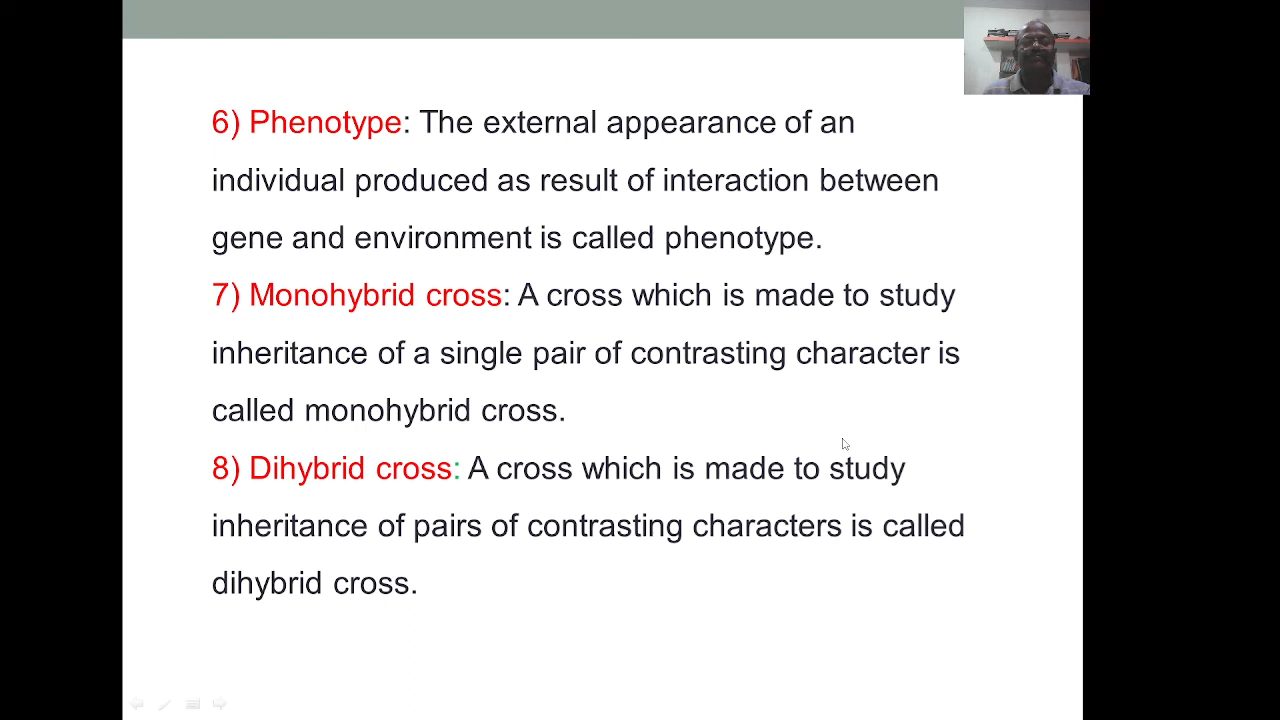 6) Phenotype: The external appearance of an
individual produced as result of interaction between
gene and environment is called phenotype.
7) Monohybrid cross: A cross which is made to study
inheritance of a single pair of contrasting character is
called monohybrid cross.
8) Dihybrid cross: A cross which is made to study
inheritance of pairs of contrasting characters is called
dihybrid cross.